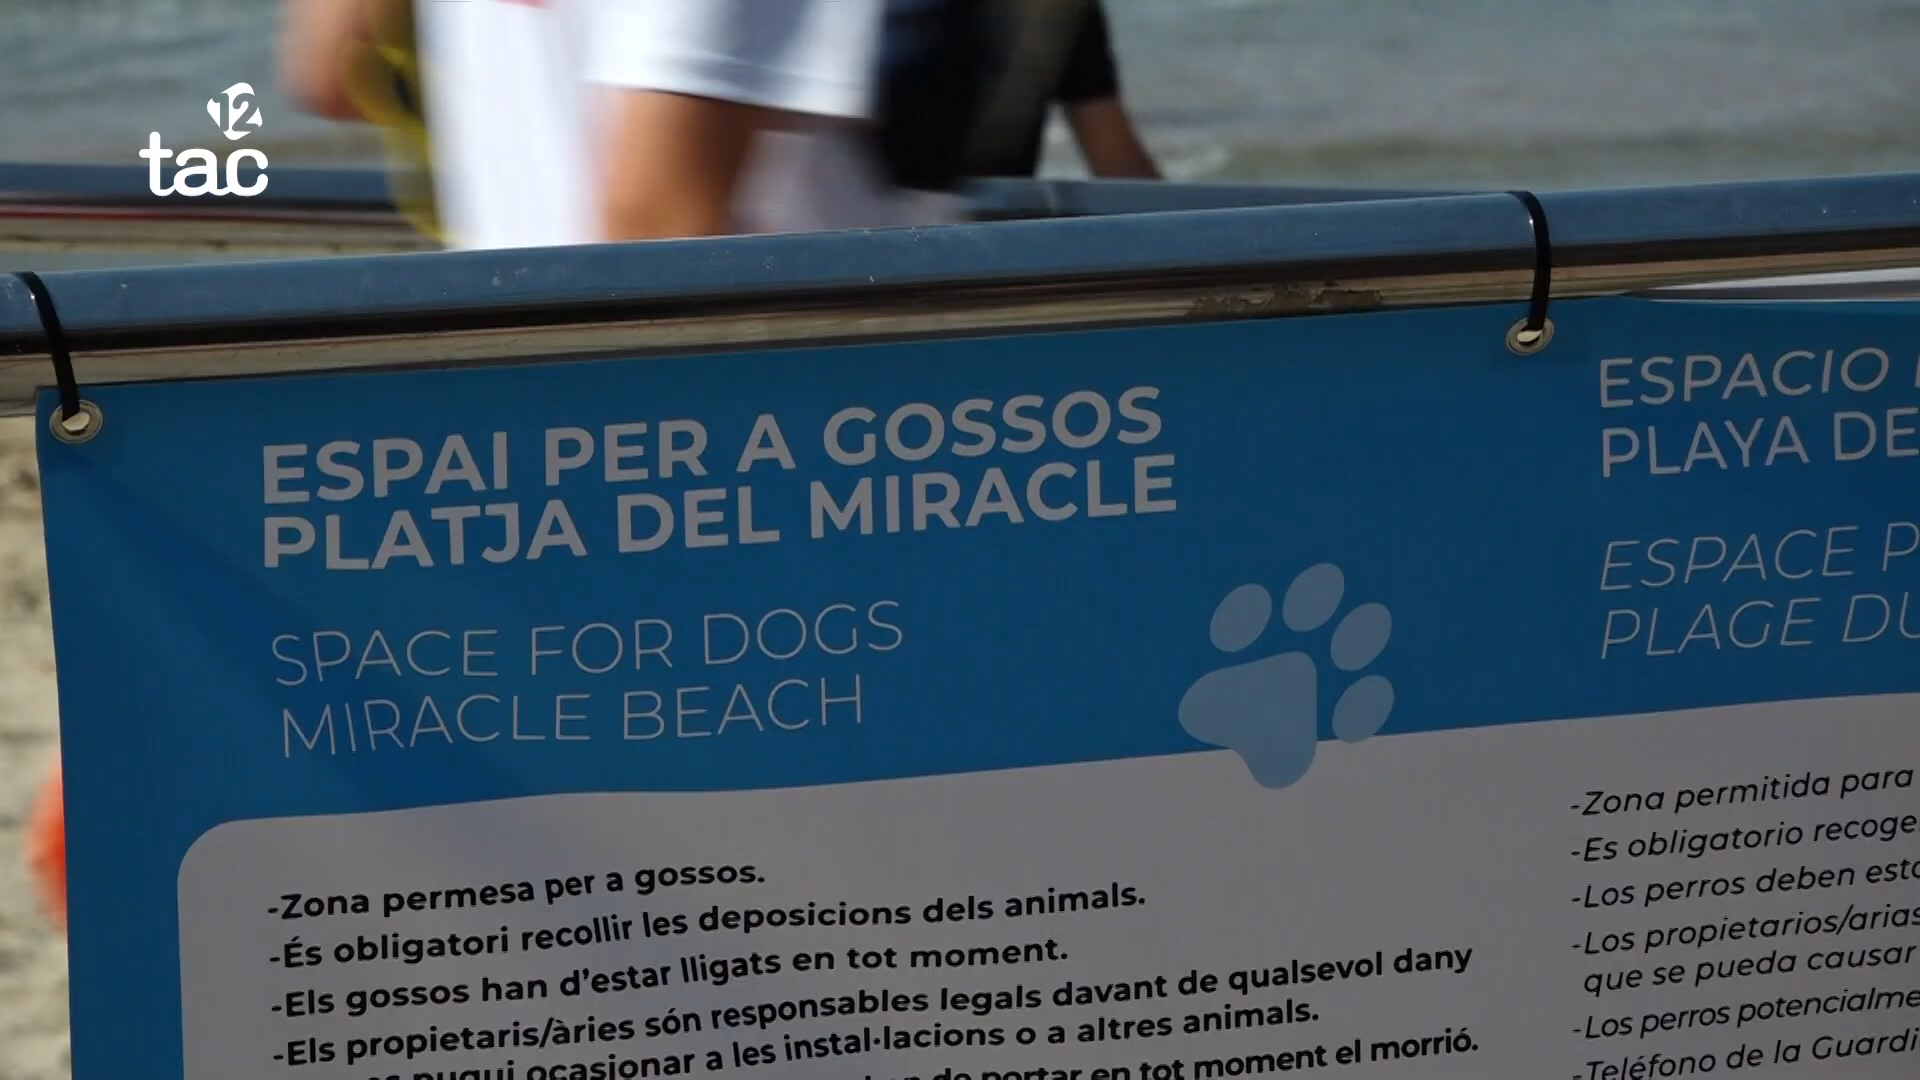 12
tac
ESPAI PER A GOSSOS
PLATJA DEL MIRACLE
SPACE FOR DOGS
MIRACLE BEACH
-Zona permesa per a gossos.
-És obligatori recollir les deposicions dels animals.
-Els gossos han d'estar lligats en tot moment.
-Els propietaris/àries són responsables legals davant de qualsevol dany
pugui ocasionar a les instal·lacions o a altres animals.
de portar en tot moment el morrió.
ESPACIO
PLAYA DE
ESPACE
PLAGE DU
-Zona permitida para
-Es obligatorio
-Los perros deben
-Los propietarios/arias
que se pueda causar
-Los perros
-Teléfono de la